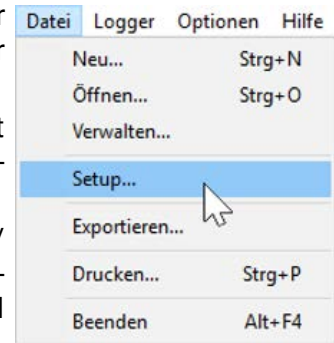 Datei Logger Optionen Hilfe
Neu... Strg+N
Öffnen... Strg+O
Verwalten...
Setup...
Exportieren...
Drucken... Strg+P
Beenden Alt+F4